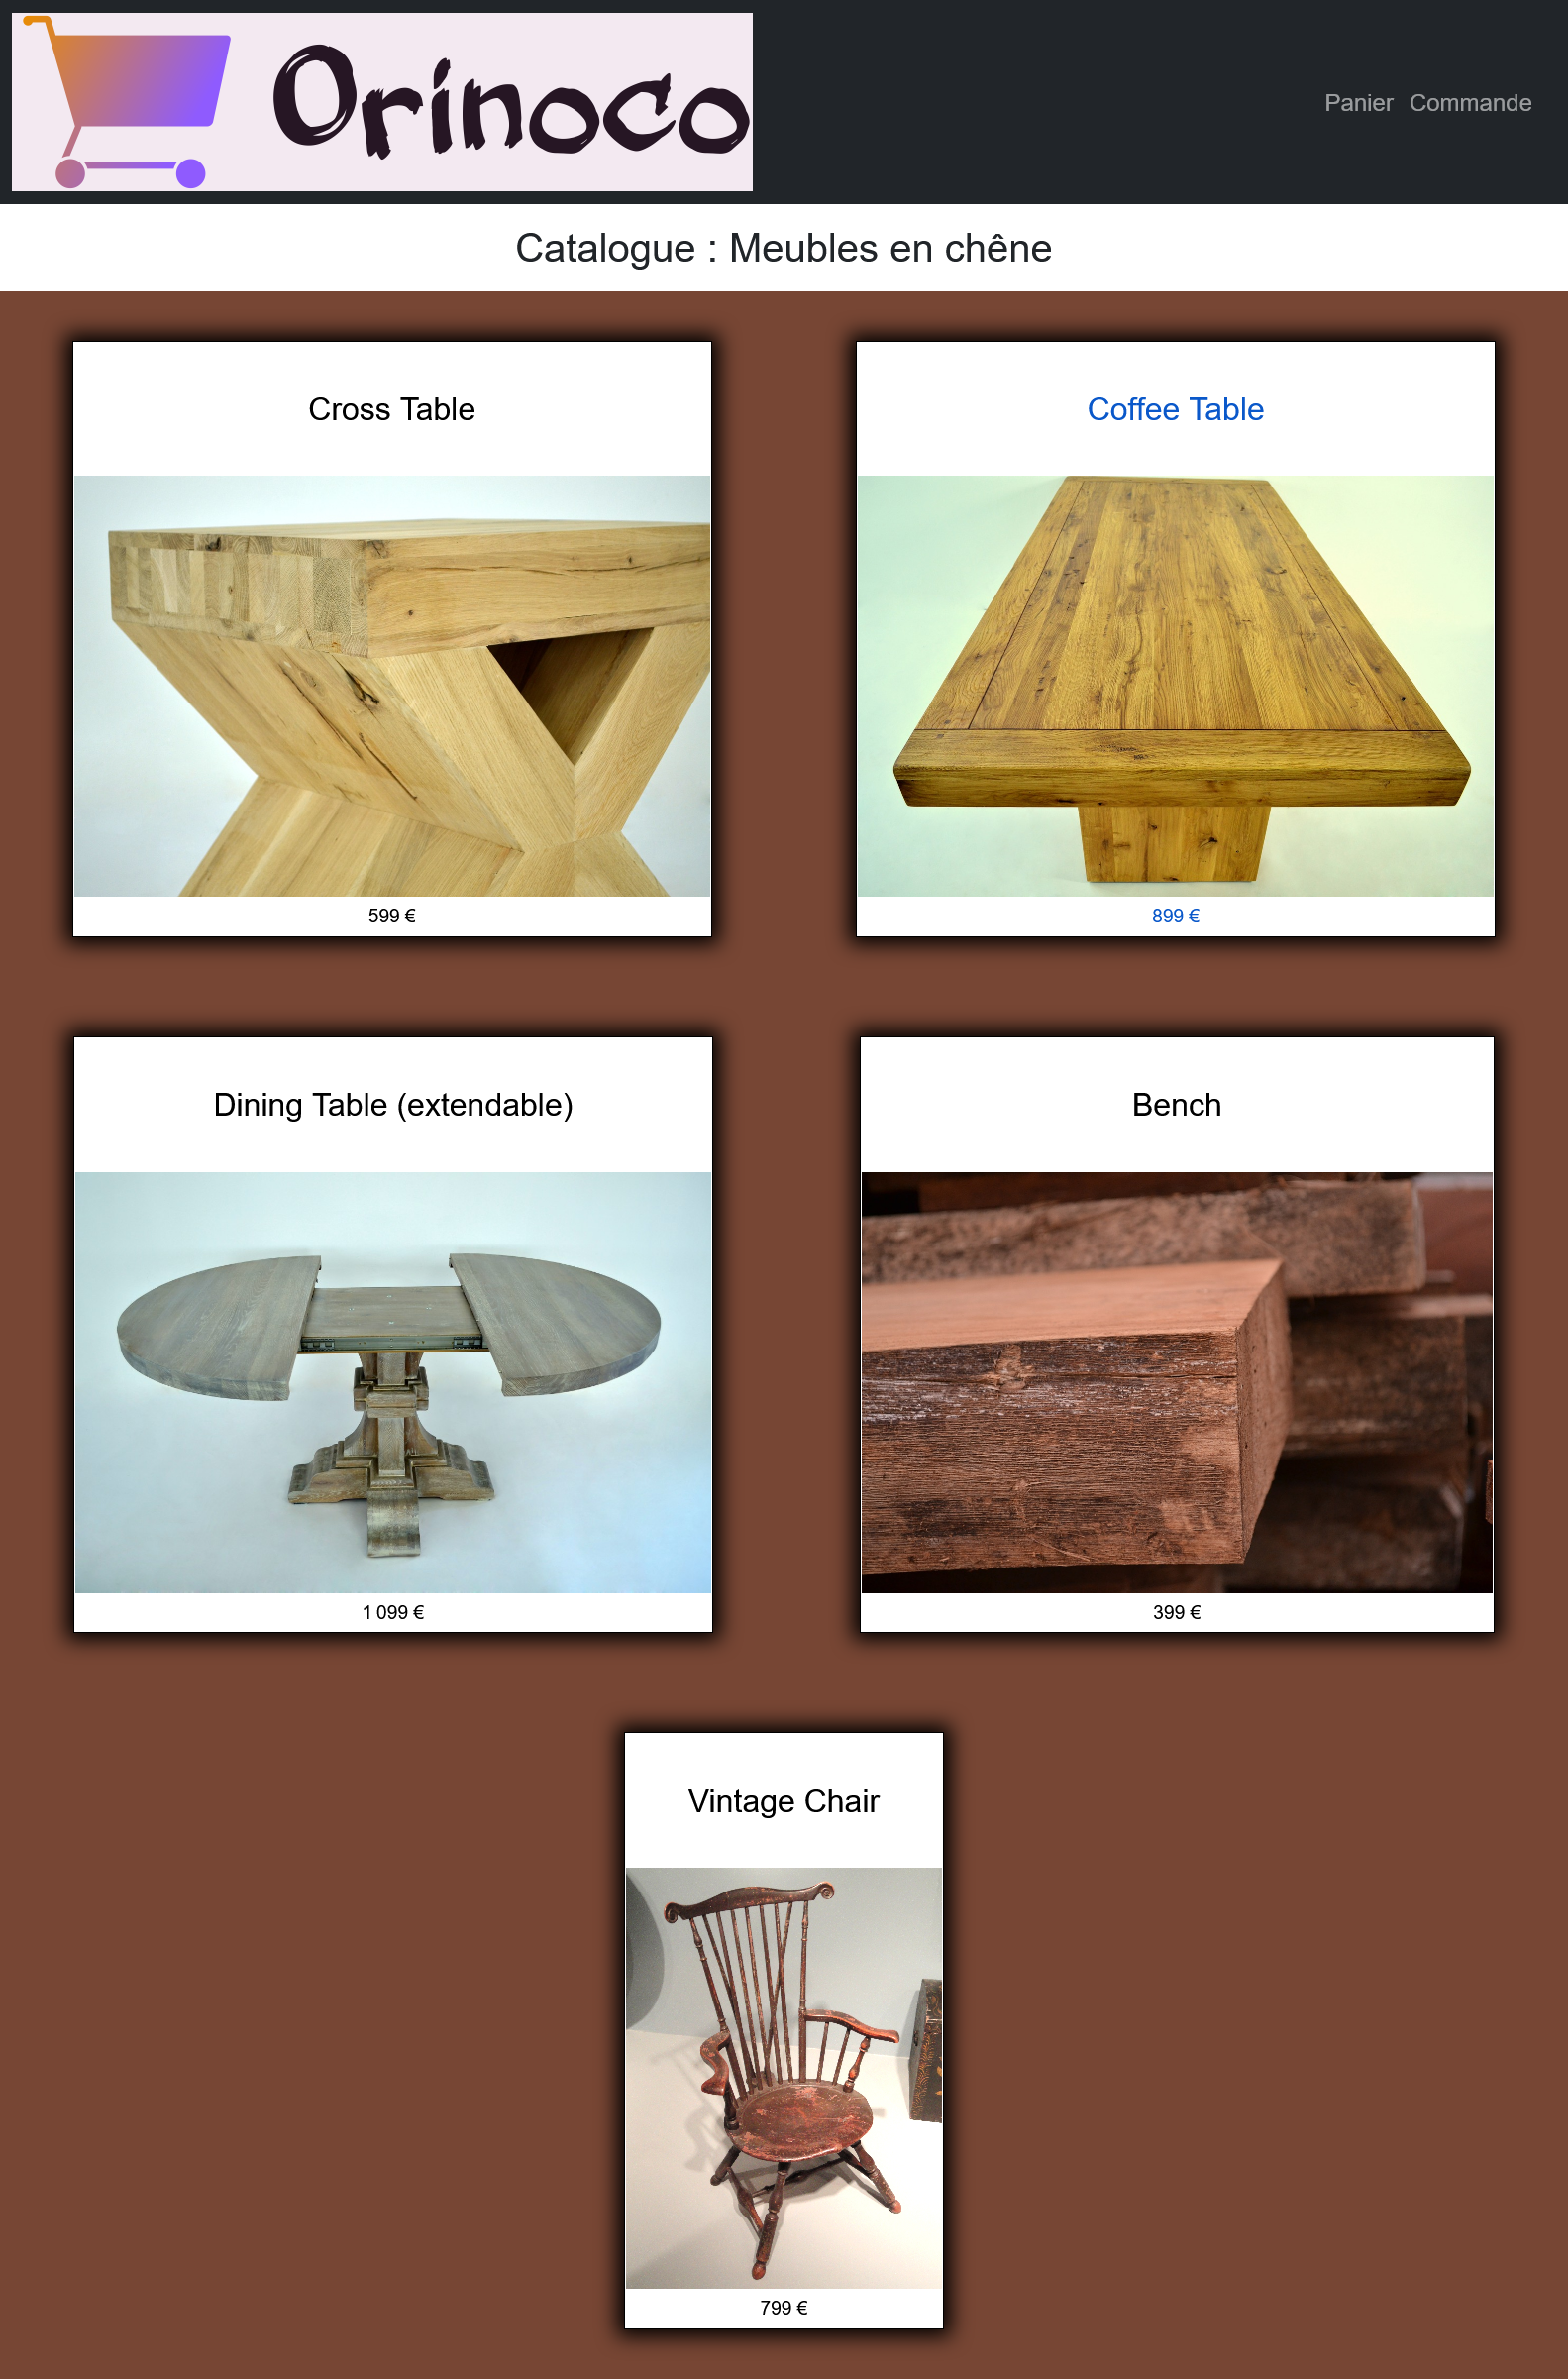 Orinoco
Panier Commande
Catalogue : Meubles en chêne
Cross Table
Coffee Table
599 €
899 €
Dining Table (extendable)
Bench
1 099 €
399 €
Vintage Chair
799 €